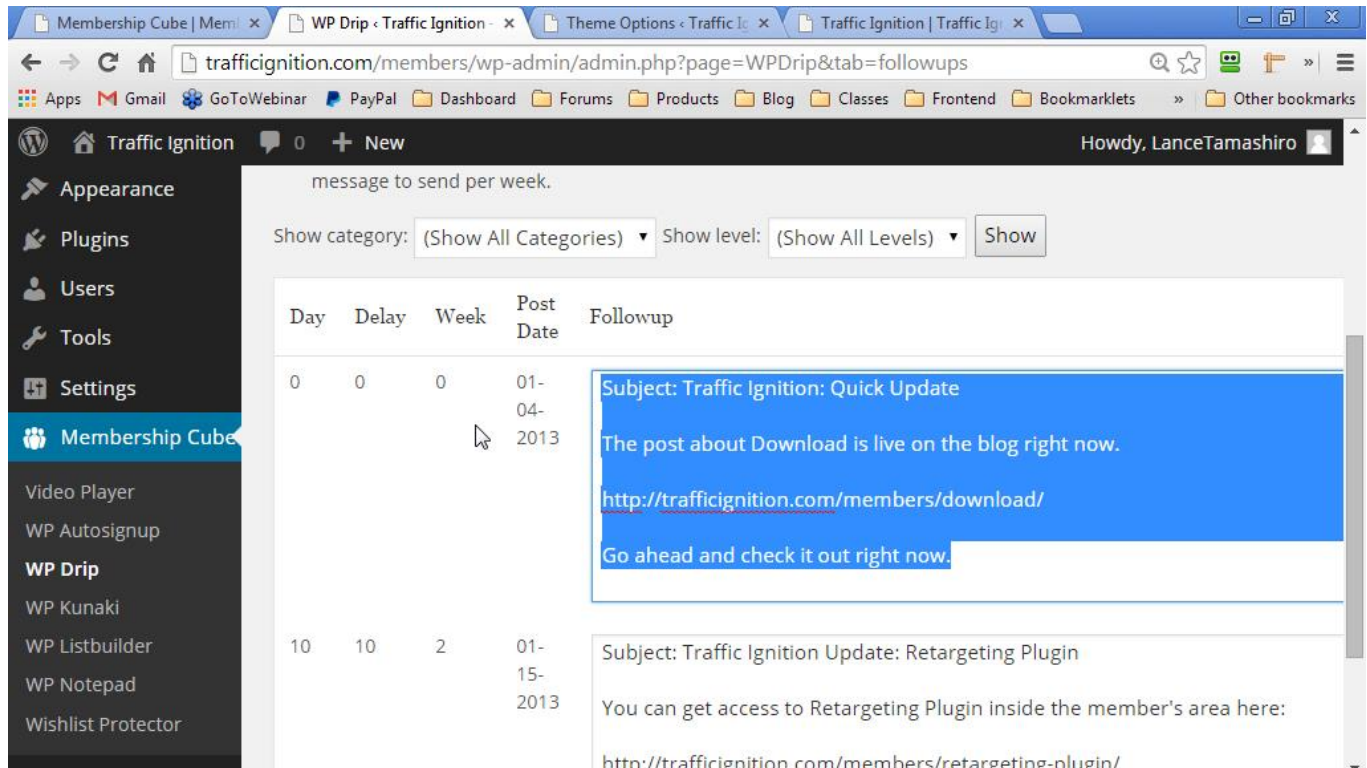 Membership Cube | Meml
WP Drip ‹ Traffic Ignition -
Theme Options ‹ Traffic Ig
Traffic Ignition | Traffic Ig
trafficignition.com/members/wp-admin/admin.php?page=WPDrip&tab=followups
Apps Gmail GoToWebinar PayPal Dashboard Forums Products Blog Classes Frontend Bookmarklets » Other bookmarks
Traffic Ignition 0 + New Howdy, LanceTamashiro
Appearance
Plugins
Users
Tools
Settings
Membership Cube
Video Player
WP Autosignup
WP Drip
WP Kunaki
WP Listbuilder
WP Notepad
Wishlist Protector
message to send per week.
Show category: (Show All Categories) Show level: (Show All Levels) Show
Day Delay Week Post Date Followup
0 0 0 01-
04-
2013
Subject: Traffic Ignition: Quick Update
The post about Download is live on the blog right now.
http://trafficignition.com/members/download/
Go ahead and check it out right now.
10 10 2 01-
15-
2013
Subject: Traffic Ignition Update: Retargeting Plugin
You can get access to Retargeting Plugin inside the member's area here:
http://trafficignition.com/members/retargeting-plugin/